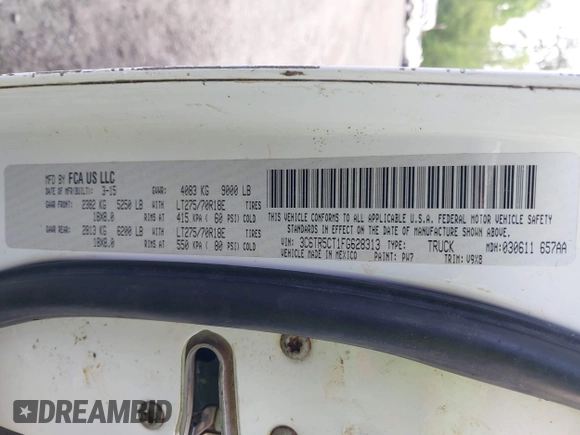 MFD BY FCA US LLC
DATE OF MFR(BUILT): 3-15 GVWR: 4083 KG 9000 LB
GAWR FRONT: 2382 KG 5250 LB WITH LT275/70R18E TIRES
18X8.0 RIMS AT 415 KPA ( 60 PSI) COLD
GAWR REAR: 2813 KG 6200 LB WITH LT275/70R18E TIRES
18X8.0 RIMS AT 550 KPA ( 80 PSI) COLD
THIS VEHICLE CONFORMS TO ALL APPLICABLE U.S.A. FEDERAL MOTOR VEHICLE SAFETY
STANDARDS IN EFFECT ON THE DATE OF MANUFACTURE SHOWN ABOVE
VIN: 3C6TR5CT1FG628313 TYPE: TRUCK MDH: 030611 657AA
VEHICLE MADE IN MEXICO PAINT: PW7 TRIM: V9X8
DREAMBID